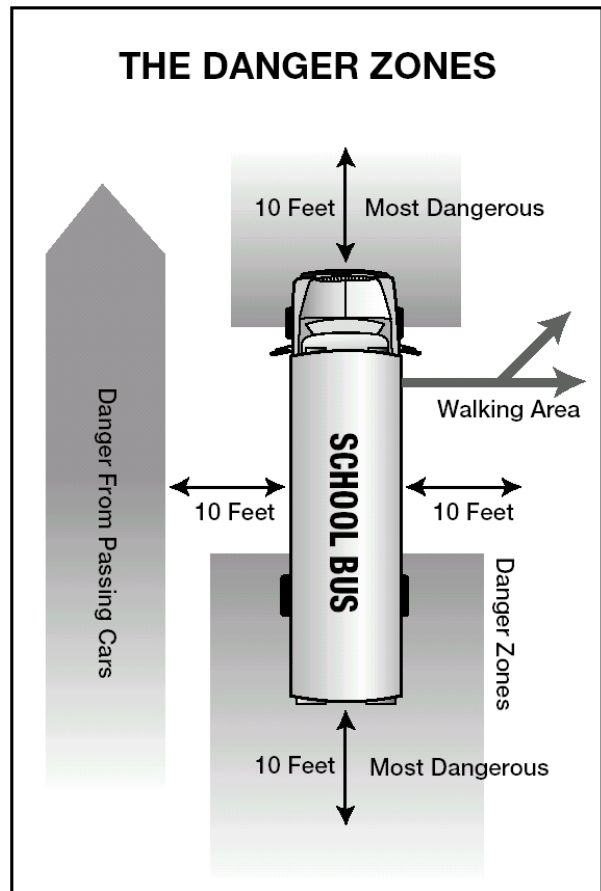 THE DANGER ZONES
10 Feet
Most Dangerous
Walking Area
Danger From Passing Cars
SCHOOL BUS
10 Feet
10 Feet
Danger Zones
10 Feet
Most Dangerous